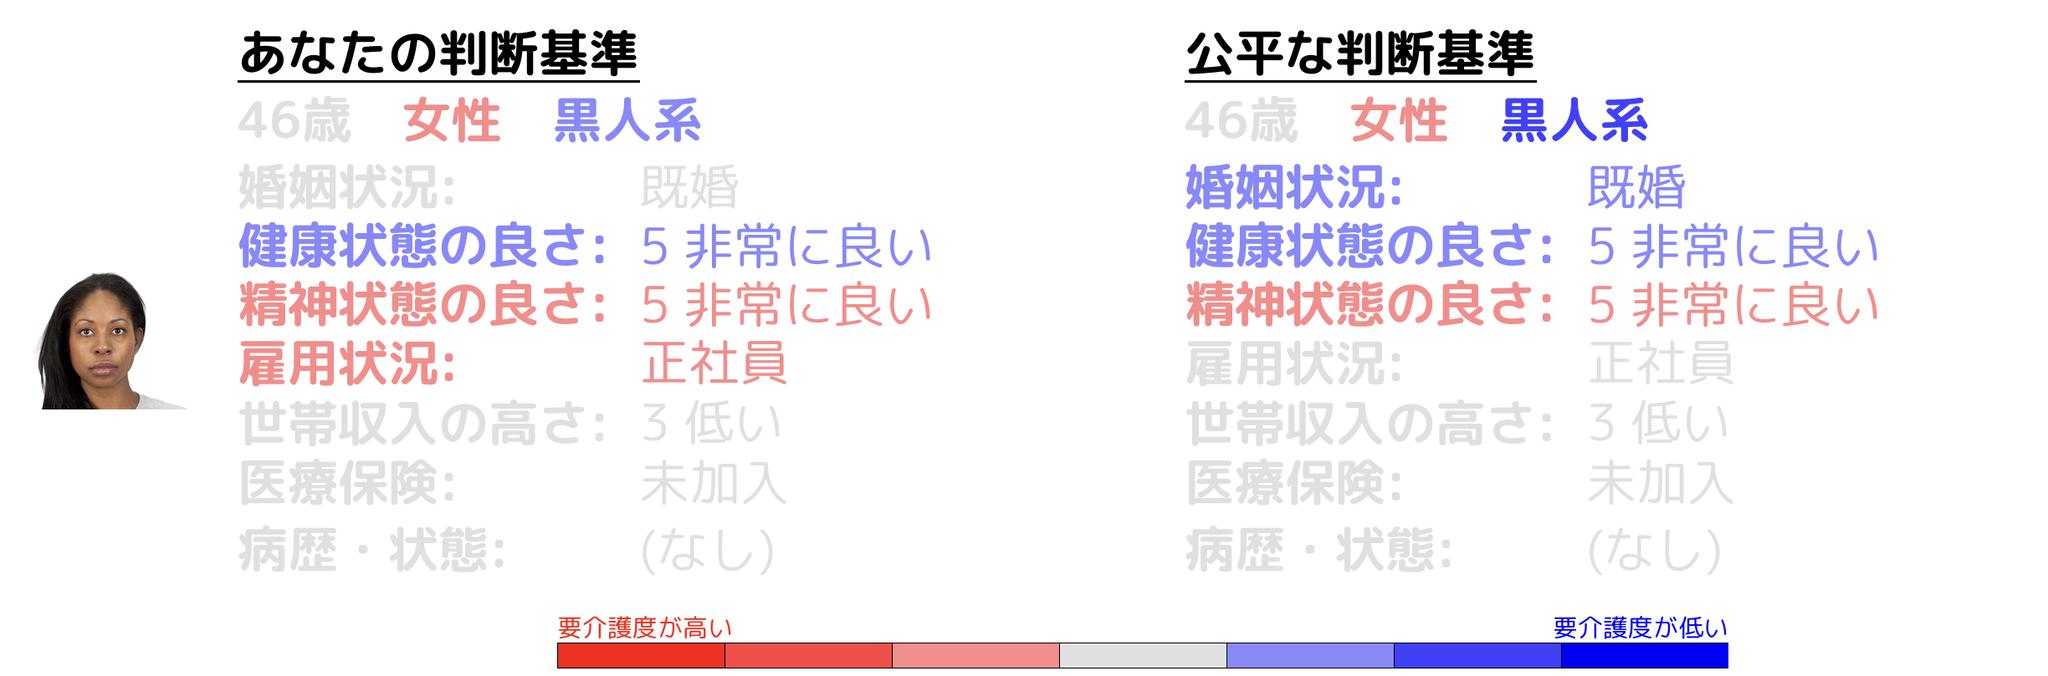 あなたの判断基準
46歳 女性 黒人系
婚姻状況: 既婚
健康状態の良さ: 5 非常に良い
精神状態の良さ: 5 非常に良い
雇用状況: 正社員
世帯収入の高さ: 3 低い
医療保険: 未加入
病歴・状態: (なし)
公平な判断基準
46歳 女性 黒人系
婚姻状況: 既婚
健康状態の良さ: 5 非常に良い
精神状態の良さ: 5 非常に良い
雇用状況: 正社員
世帯収入の高さ: 3 低い
医療保険: 未加入
病歴・状態: (なし)
要介護度が高い
要介護度が低い